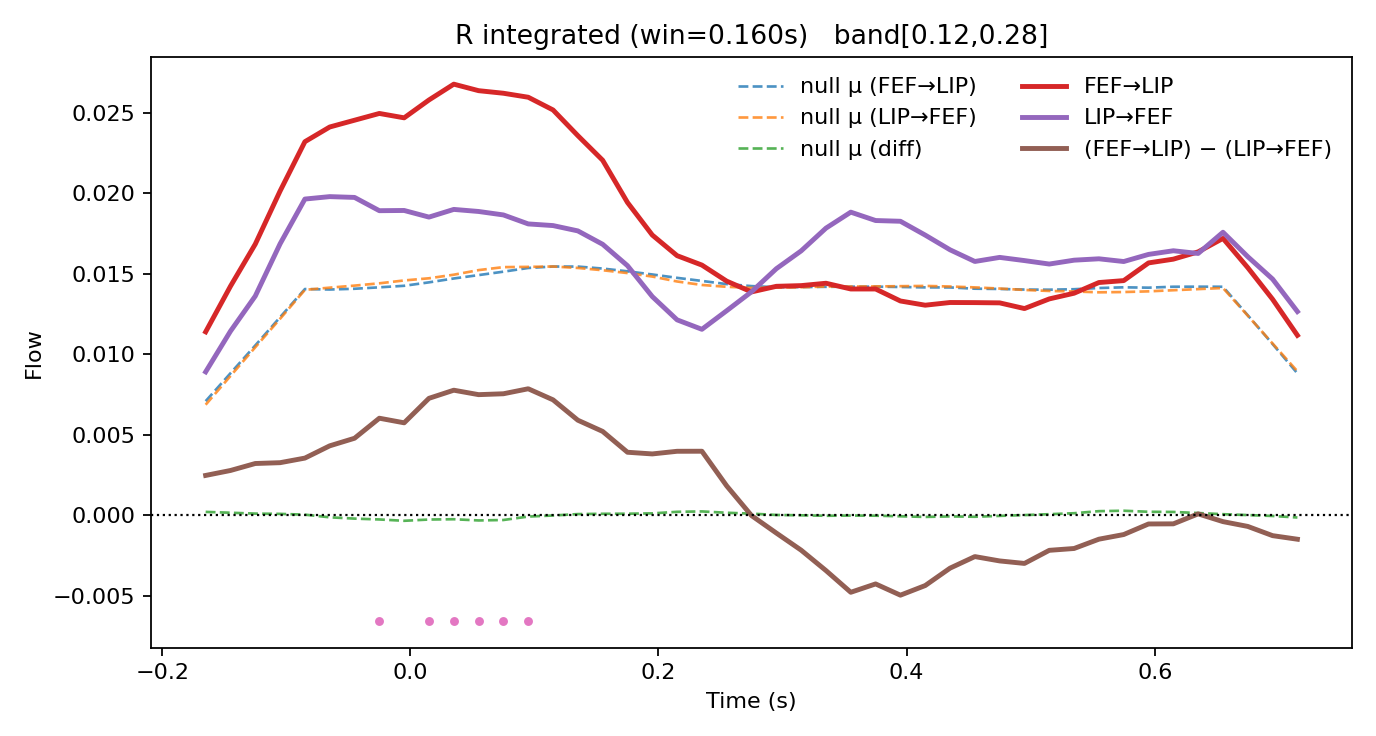 R integrated (win=0.160s)   band[0.12,0.28]
null μ (FEF→LIP)
null μ (LIP→FEF)
null μ (diff)
FEF→LIP
LIP→FEF
(FEF→LIP) − (LIP→FEF)
Flow
0.025
0.020
0.015
0.010
0.005
0.000
−0.005
−0.2
0.0
0.2
0.4
0.6
Time (s)